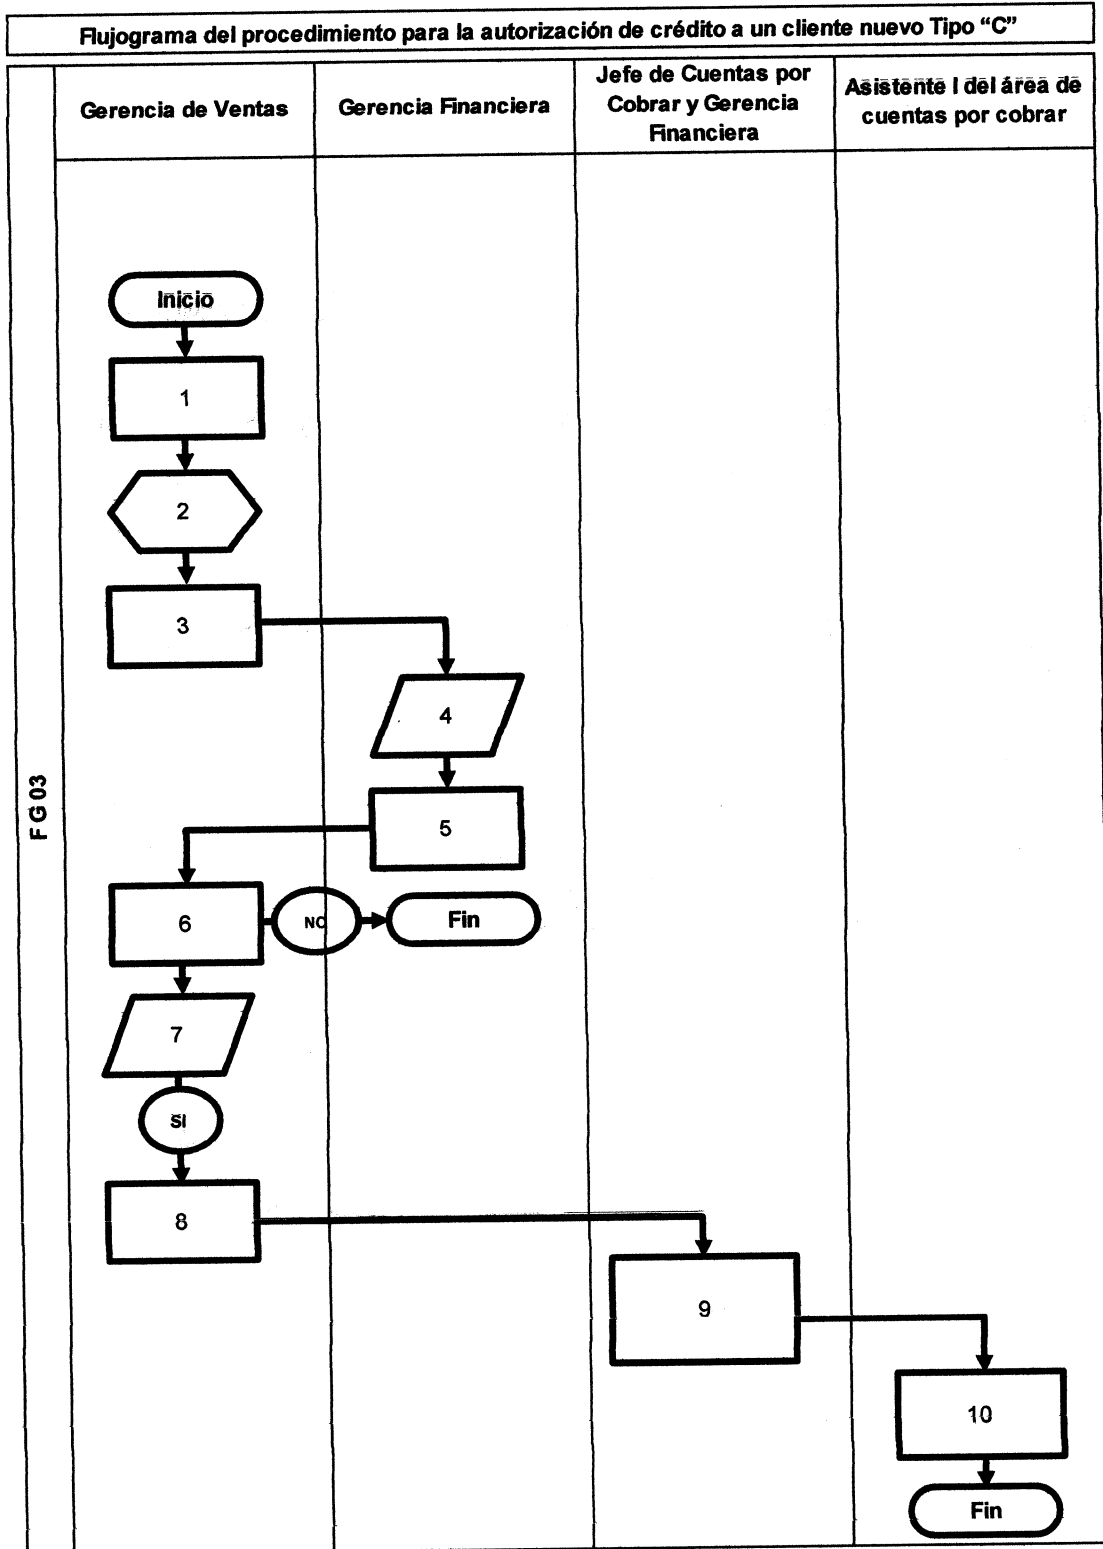 Flujograma del procedimiento para la autorización de crédito a un cliente nuevo Tipo “C”
Gerencia de Ventas
Gerencia Financiera
Jefe de Cuentas por
Cobrar y Gerencia
Financiera
Asistente I del área de
cuentas por cobrar
F G 03
Inicio
1
2
3
4
5
6
NO
Fin
7
SI
8
9
10
Fin